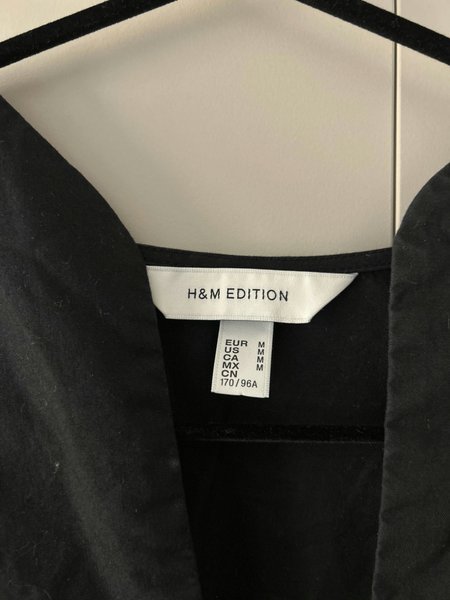 H&M EDITION
EUR M
US M
CA M
MX
CN
170/96A